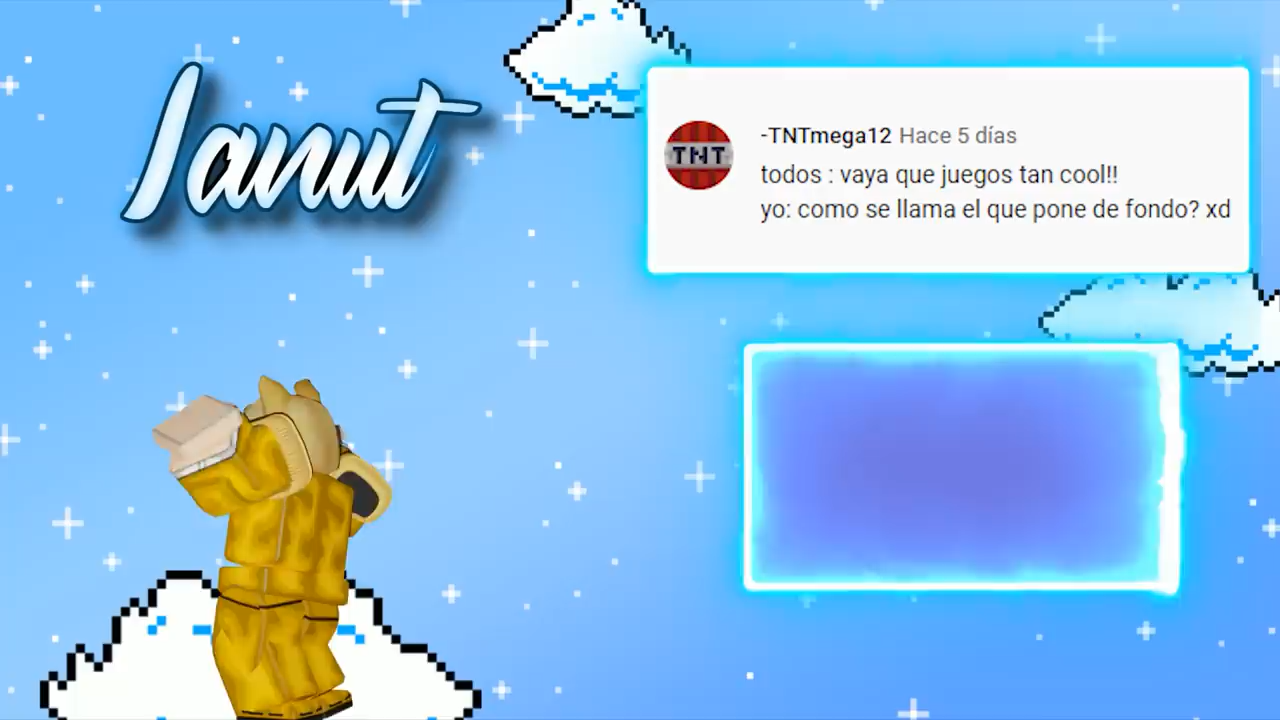 Ianut
-TNTmega12 Hace 5 días
TNT
todos : vaya que juegos tan cool!!
yo: como se llama el que pone de fondo? xd